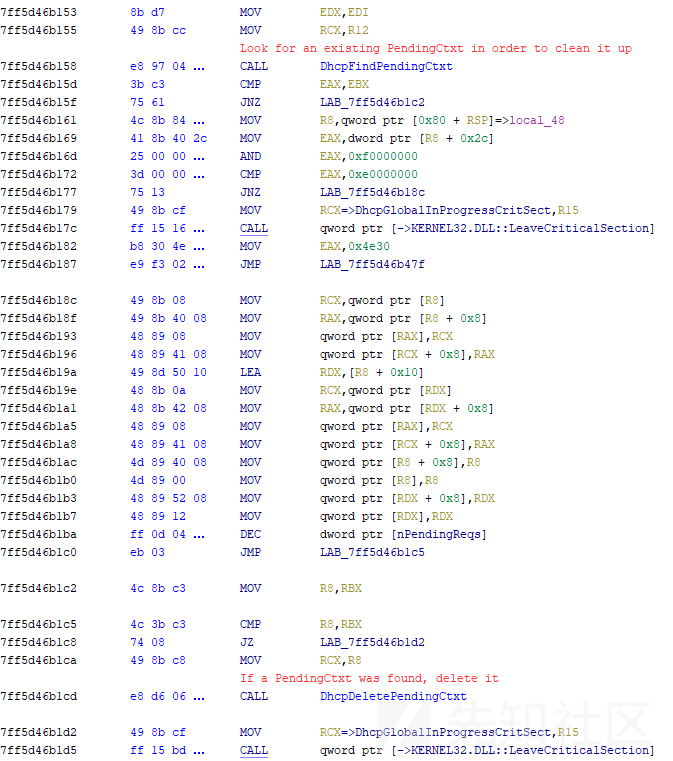 7ff5d46b153 8b d7 MOV EDX,EDI
7ff5d46b155 49 8b cc MOV RCX,R12
Look for an existing PendingCtxt in order to clean it up
7ff5d46b158 e8 97 04 ... CALL DhcpFindPendingCtxt
7ff5d46b15d 3b c3 CMP EAX,EBX
7ff5d46b15f 75 61 JNZ LAB_7ff5d46b1c2
7ff5d46b161 4c 8b 84 ... MOV R8,qword ptr [0x80 + RSP]=>local_48
7ff5d46b169 41 8b 40 2c MOV EAX,dword ptr [R8 + 0x2c]
7ff5d46b16d 25 00 00 ... AND EAX,0xf0000000
7ff5d46b172 3d 00 00 ... CMP EAX,0xe0000000
7ff5d46b177 75 13 JNZ LAB_7ff5d46b18c
7ff5d46b179 49 8b cf MOV RCX=>DhcpGlobalInProgressCritSect,R15
7ff5d46b17c ff 15 16 ... CALL qword ptr [->KERNEL32.DLL::LeaveCriticalSection]
7ff5d46b182 b8 30 4e ... MOV EAX,0x4e30
7ff5d46b187 e9 f3 02 ... JMP LAB_7ff5d46b47f
7ff5d46b18c 49 8b 08 MOV RCX,qword ptr [R8]
7ff5d46b18f 49 8b 40 08 MOV RAX,qword ptr [R8 + 0x8]
7ff5d46b193 48 89 08 MOV qword ptr [RAX],RCX
7ff5d46b196 48 89 41 08 MOV qword ptr [RCX + 0x8],RAX
7ff5d46b19a 49 8d 50 10 LEA RDX,[R8 + 0x10]
7ff5d46b19e 48 8b 0a MOV RCX,qword ptr [RDX]
7ff5d46b1a1 48 8b 42 08 MOV RAX,qword ptr [RDX + 0x8]
7ff5d46b1a5 48 89 08 MOV qword ptr [RAX],RCX
7ff5d46b1a8 48 89 41 08 MOV qword ptr [RCX + 0x8],RAX
7ff5d46b1ac 4d 89 40 08 MOV qword ptr [R8 + 0x8],R8
7ff5d46b1b0 4d 89 00 MOV qword ptr [R8],R8
7ff5d46b1b3 48 89 52 08 MOV qword ptr [RDX + 0x8],RDX
7ff5d46b1b7 48 89 12 MOV qword ptr [RDX],RDX
7ff5d46b1ba ff 0d 04 ... DEC dword ptr [nPendingReqs]
7ff5d46b1c0 eb 03 JMP LAB_7ff5d46b1c5
7ff5d46b1c2 4c 8b c3 MOV R8,RBX
7ff5d46b1c5 4c 3b c3 CMP R8,RBX
7ff5d46b1c8 74 08 JZ LAB_7ff5d46b1d2
7ff5d46b1ca 49 8b c8 MOV RCX,R8
If a PendingCtxt was found, delete it
7ff5d46b1cd e8 d6 06 ... CALL DhcpDeletePendingCtxt
先知社区
7ff5d46b1d2 49 8b cf MOV RCX=>DhcpGlobalInProgressCritSect,R15
7ff5d46b1d5 ff 15 bd ... CALL qword ptr [->KERNEL32.DLL::LeaveCriticalSection]